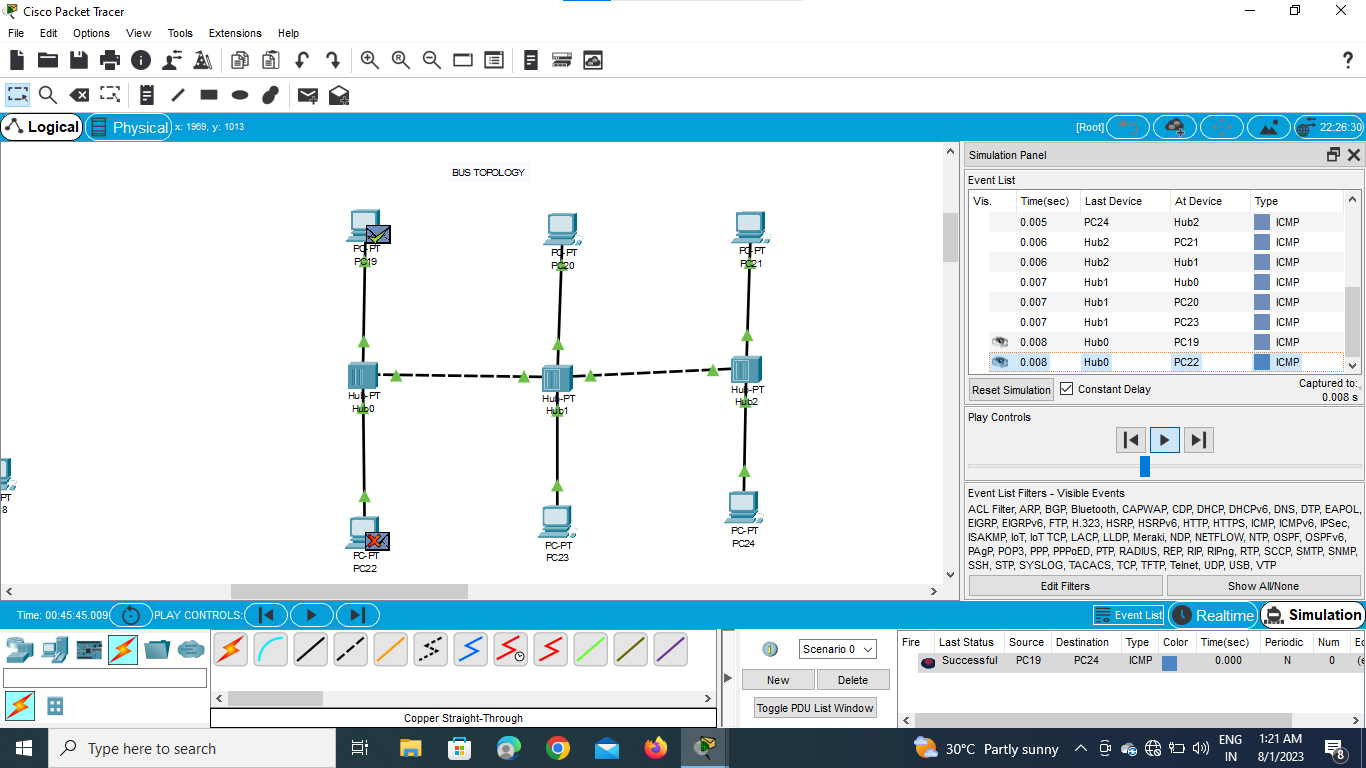 Cisco Packet Tracer
File Edit Options View Tools Extensions Help
?
Logical Physical x: 1989, y: 1013 [Root] 22:26:30
BUS TOPOLOGY
PC-PT
PC19
PC-PT
PC20
PC-PT
PC21
Hub-PT
Hub0
Hub-PT
Hub1
Hub-PT
Hub2
PT
8
PC-PT
PC22
PC-PT
PC23
PC-PT
PC24
Simulation Panel
Event List
Vis. Time(sec) Last Device At Device Type
0.005 PC24 Hub2 ICMP
0.006 Hub2 PC21 ICMP
0.006 Hub2 Hub1 ICMP
0.007 Hub1 Hub0 ICMP
0.007 Hub1 PC20 ICMP
0.007 Hub1 PC23 ICMP
0.008 Hub0 PC19 ICMP
0.008 Hub0 PC22 ICMP
Reset Simulation Constant Delay Captured to:
0.008 s
Play Controls
Event List Filters - Visible Events
ACL Filter, ARP, BGP, Bluetooth, CAPWAP, CDP, DHCP, DHCPv6, DNS, DTP, EAPOL,
EIGRP, EIGRPv6, FTP, H.323, HSRP, HSRPv6, HTTP, HTTPS, ICMP, ICMPv6, IPSec,
ISAKMP, IoT, IoT TCP, LACP, LLDP, Meraki, NDP, NETFLOW, NTP, OSPF, OSPFv6,
PAgP, POP3, PPP, PPPoED, PTP, RADIUS, REP, RIP, RIPng, RTP, SCCP, SMTP, SNMP,
SSH, STP, SYSLOG, TACACS, TCP, TFTP, Telnet, UDP, USB, VTP
Edit Filters Show All/None
Time: 00:45:45.009 PLAY CONTROLS: Event List Realtime Simulation
Scenario 0
New Delete
Toggle PDU List Window
Fire Last Status Source Destination Type Color Time(sec) Periodic Num Ec
Successful PC19 PC24 ICMP 0.000 N 0 (e
Copper Straight-Through
Type here to search
30°C Partly sunny
ENG
IN
1:21 AM
8/1/2023
8